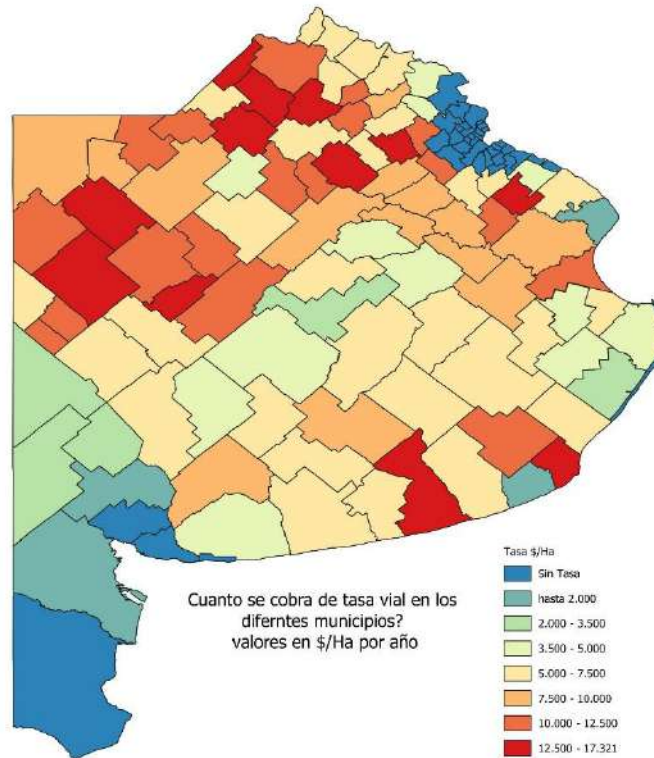 Cuanto se cobra de tasa vial en los
diferntes municipios?
valores en $/Ha por año
Tasa $/Ha
Sin Tasa
hasta 2.000
2.000 - 3.500
3.500 - 5.000
5.000 - 7.500
7.500 - 10.000
10.000 - 12.500
12.500 - 17.321